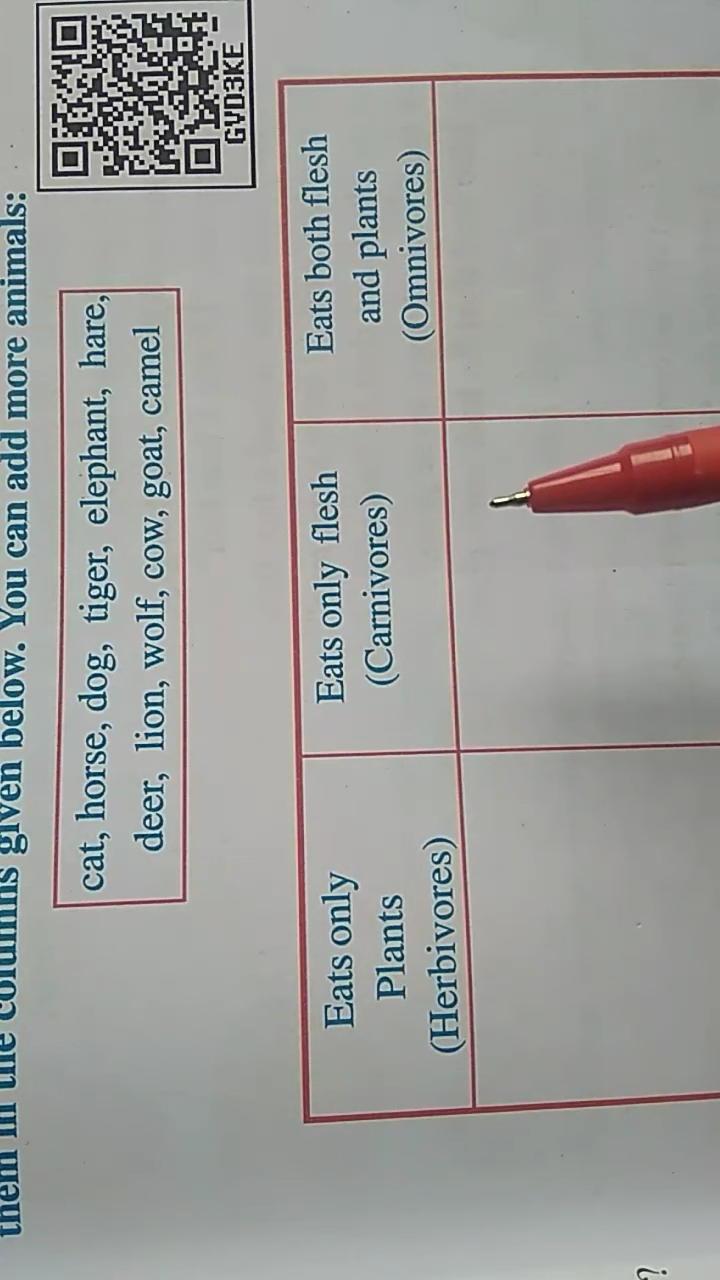 them in the columns given below. You can add more animals:
GVD3KE
cat, horse, dog, tiger, elephant, hare,
deer, lion, wolf, cow, goat, camel
Eats only
Plants
(Herbivores)
Eats only flesh
(Carnivores)
Eats both flesh
and plants
(Omnivores)
?